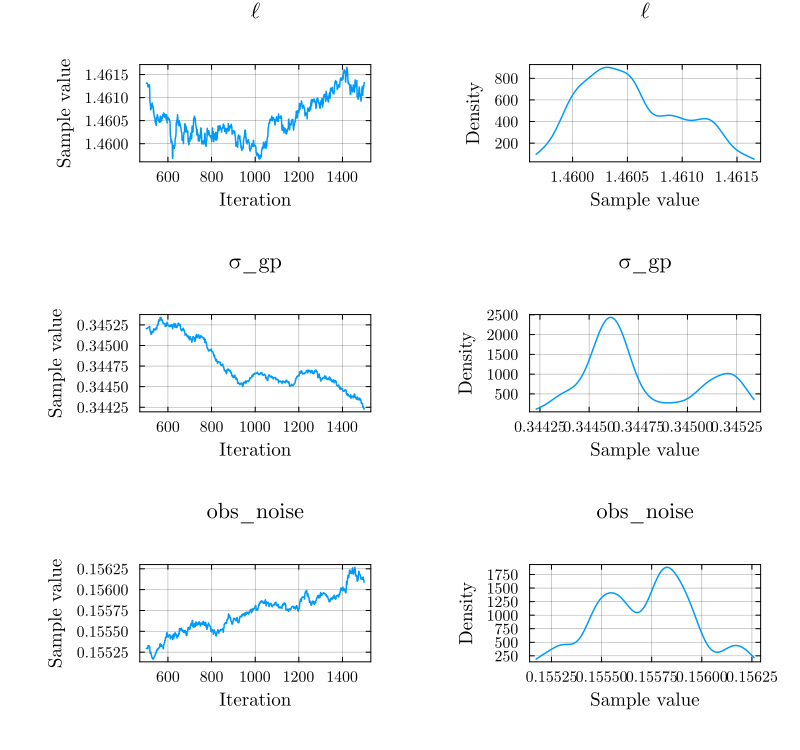 ℓ
ℓ
Sample value
1.4615
1.4610
1.4605
1.4600
600 800 1000 1200 1400
Iteration
Density
800
600
400
200
1.4600 1.4605 1.4610 1.4615
Sample value
σ_gp
σ_gp
Sample value
0.34525
0.34500
0.34475
0.34450
0.34425
600 800 1000 1200 1400
Iteration
Density
2500
2000
1500
1000
500
0.34425 0.34450 0.34475 0.34500 0.34525
Sample value
obs_noise
obs_noise
Sample value
0.15625
0.15600
0.15575
0.15550
0.15525
600 800 1000 1200 1400
Iteration
Density
1750
1500
1250
1000
750
500
250
0.15525 0.15550 0.15575 0.15600 0.15625
Sample value